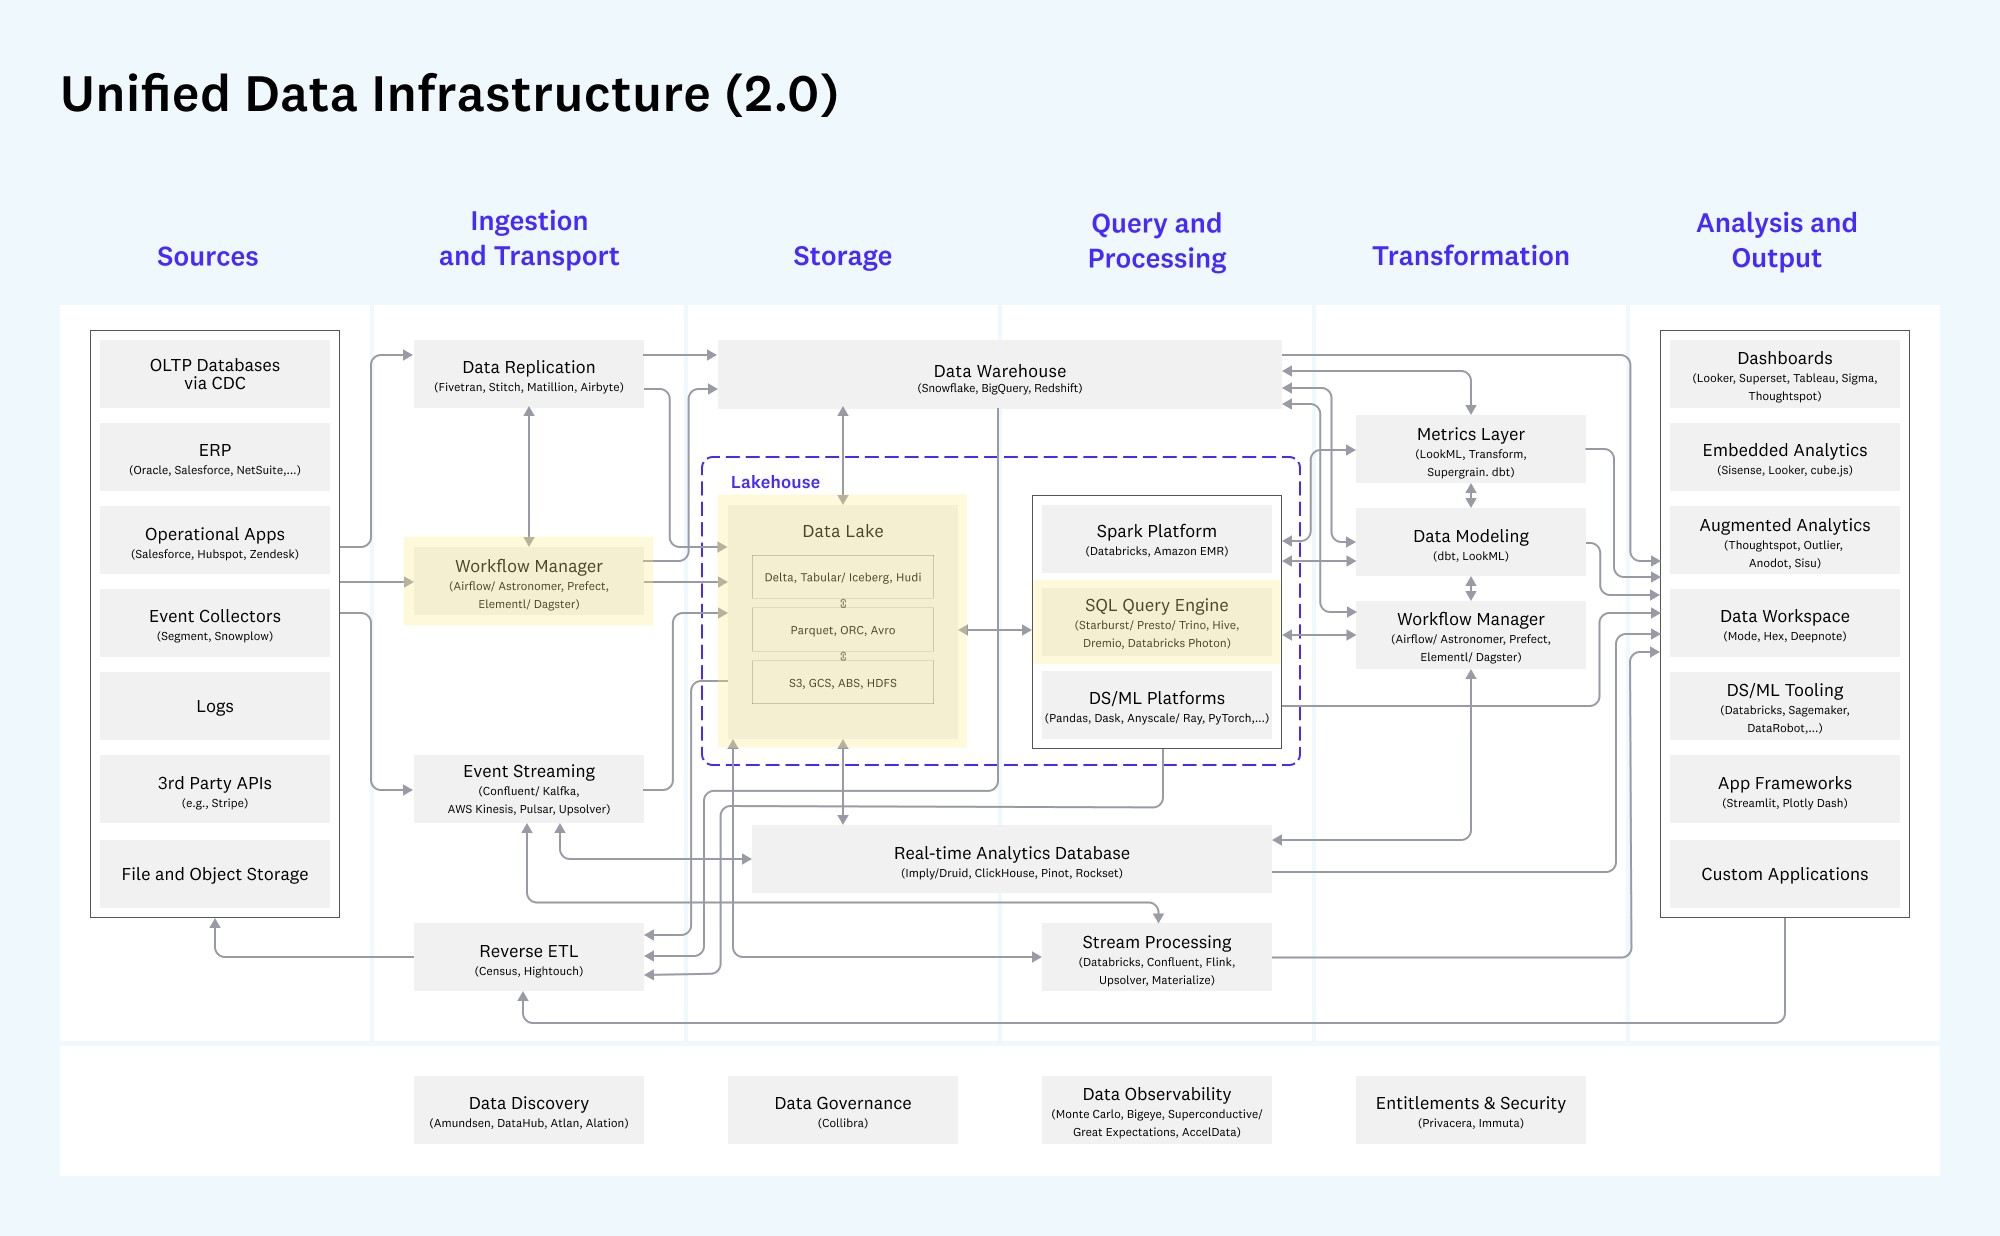 Unified Data Infrastructure (2.0)
Sources
Ingestion
and Transport
Storage
Query and
Processing
Transformation
Analysis and
Output
OLTP Databases
via CDC
ERP
(Oracle, Salesforce, NetSuite,...)
Operational Apps
(Salesforce, Hubspot, Zendesk)
Event Collectors
(Segment, Snowplow)
Logs
3rd Party APIs
(e.g., Stripe)
File and Object Storage
Data Replication
(Fivetran, Stitch, Matillion, Airbyte)
Workflow Manager
(Airflow/ Astronomer, Prefect,
Elementl/ Dagster)
Event Streaming
(Confluent/ Kalfka,
AWS Kinesis, Pulsar, Upsolver)
Reverse ETL
(Census, Hightouch)
Data Warehouse
(Snowflake, BigQuery, Redshift)
Lakehouse
Data Lake
Delta, Tabular/ Iceberg, Hudi
Parquet, ORC, Avro
S3, GCS, ABS, HDFS
Spark Platform
(Databricks, Amazon EMR)
SQL Query Engine
(Starburst/ Presto/ Trino, Hive,
Dremio, Databricks Photon)
DS/ML Platforms
(Pandas, Dask, Anyscale/ Ray, PyTorch,...)
Real-time Analytics Database
(Imply/Druid, ClickHouse, Pinot, Rockset)
Stream Processing
(Databricks, Confluent, Flink,
Upsolver, Materialize)
Metrics Layer
(LookML, Transform,
Supergrain. dbt)
Data Modeling
(dbt, LookML)
Workflow Manager
(Airflow/ Astronomer, Prefect,
Elementl/ Dagster)
Dashboards
(Looker, Superset, Tableau, Sigma,
Thoughtspot)
Embedded Analytics
(Sisense, Looker, cube.js)
Augmented Analytics
(Thoughtspot, Outlier,
Anodot, Sisu)
Data Workspace
(Mode, Hex, Deepnote)
DS/ML Tooling
(Databricks, Sagemaker,
DataRobot,...)
App Frameworks
(Streamlit, Plotly Dash)
Custom Applications
Data Discovery
(Amundsen, DataHub, Atlan, Alation)
Data Governance
(Collibra)
Data Observability
(Monte Carlo, Bigeye, Superconductive/
Great Expectations, AccelData)
Entitlements & Security
(Privacera, Immuta)